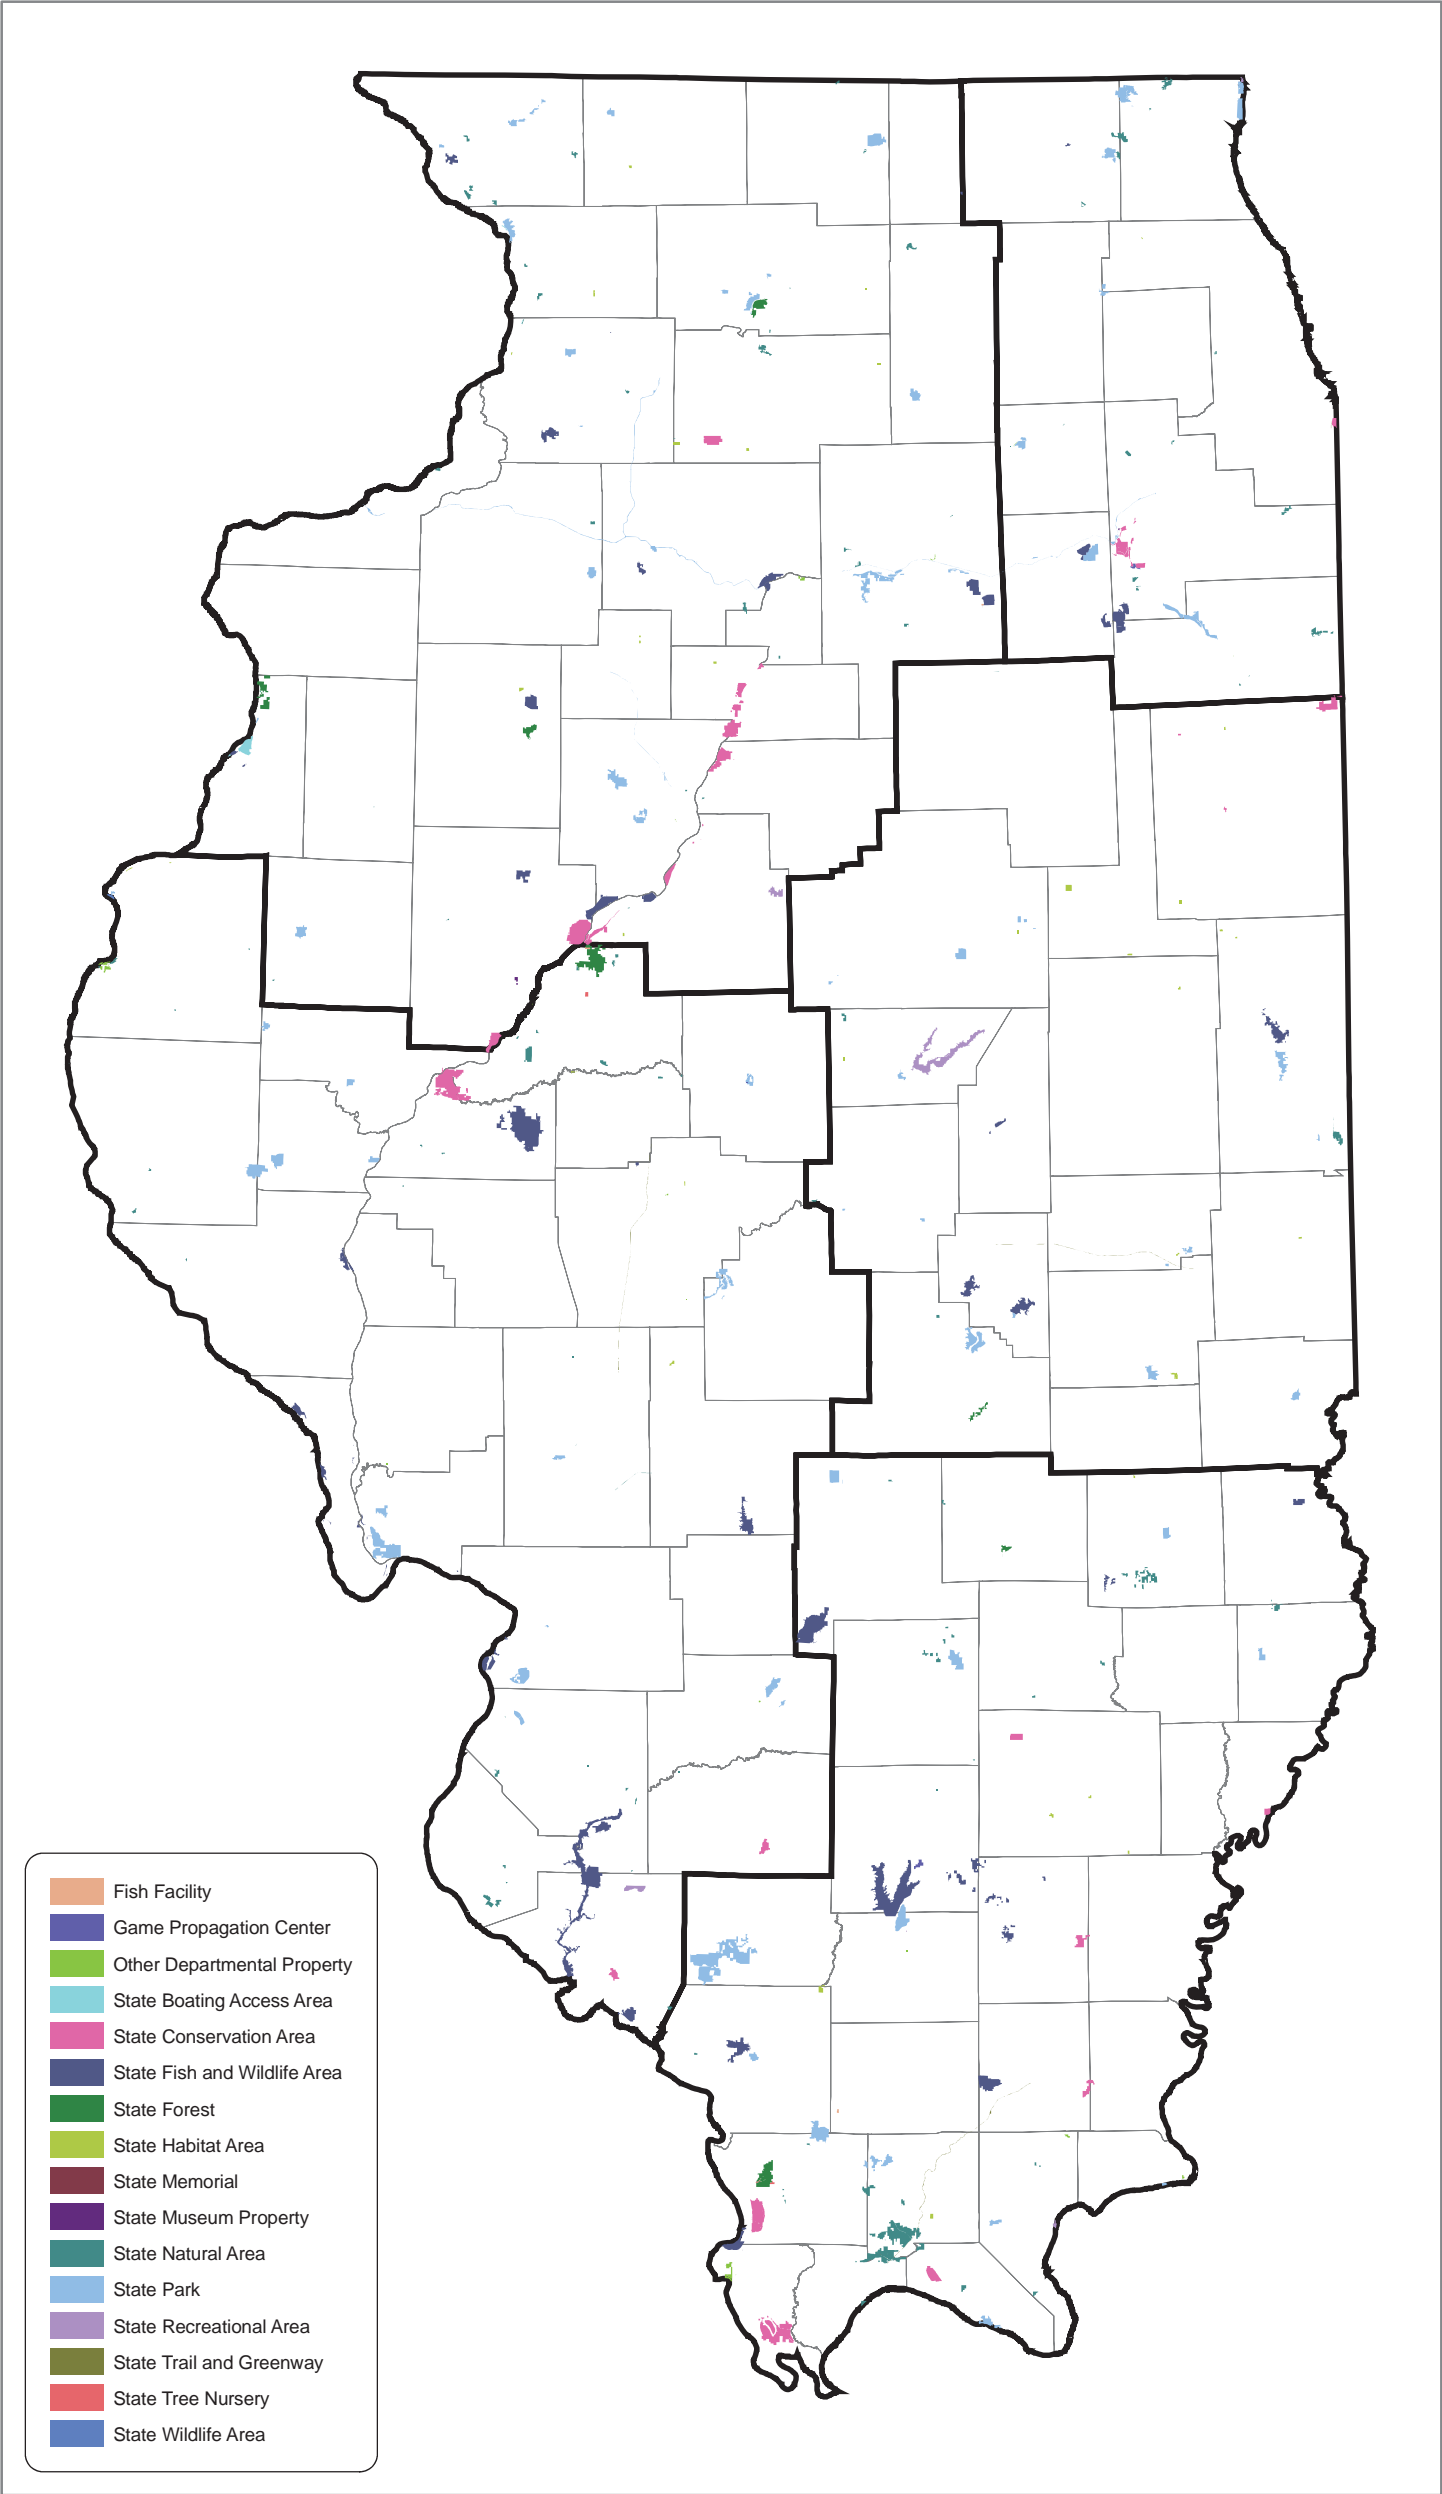 Fish Facility
Game Propagation Center
Other Departmental Property
State Boating Access Area
State Conservation Area
State Fish and Wildlife Area
State Forest
State Habitat Area
State Memorial
State Museum Property
State Natural Area
State Park
State Recreational Area
State Trail and Greenway
State Tree Nursery
State Wildlife Area